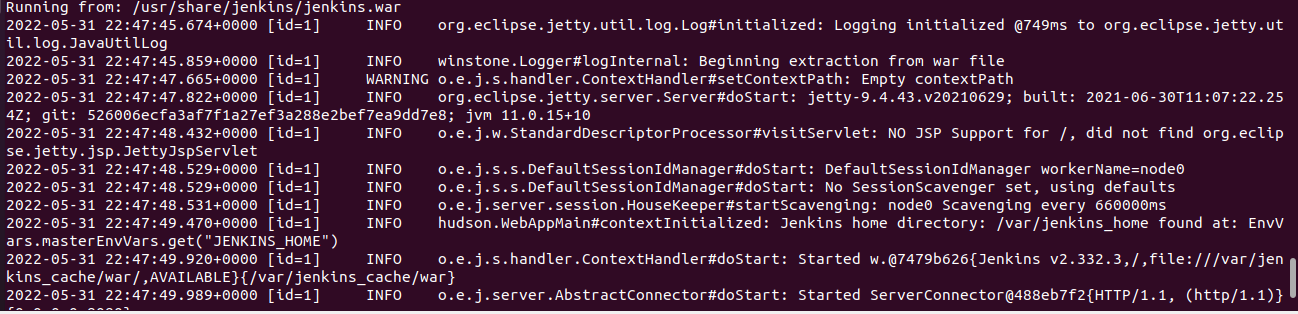 Running from: /usr/share/jenkins/jenkins.war
2022-05-31 22:47:45.674+0000 [id=1]     INFO    org.eclipse.jetty.util.log.Log#initialized: Logging initialized @749ms to org.eclipse.jetty.ut
il.log.JavaUtilLog
2022-05-31 22:47:45.859+0000 [id=1]     INFO    winstone.Logger#logInternal: Beginning extraction from war file
2022-05-31 22:47:47.665+0000 [id=1]     WARNING o.e.j.s.handler.ContextHandler#setContextPath: Empty contextPath
2022-05-31 22:47:47.822+0000 [id=1]     INFO    org.eclipse.jetty.server.Server#doStart: jetty-9.4.43.v20210629; built: 2021-06-30T11:07:22.25
4Z; git: 526006ecfa3af7f1a27ef3a288e2bef7ea9dd7e8; jvm 11.0.15+10
2022-05-31 22:47:48.432+0000 [id=1]     INFO    o.e.j.w.StandardDescriptorProcessor#visitServlet: NO JSP Support for /, did not find org.eclip
se.jetty.jsp.JettyJspServlet
2022-05-31 22:47:48.529+0000 [id=1]     INFO    o.e.j.s.s.DefaultSessionIdManager#doStart: DefaultSessionIdManager workerName=node0
2022-05-31 22:47:48.529+0000 [id=1]     INFO    o.e.j.s.s.DefaultSessionIdManager#doStart: No SessionScavenger set, using defaults
2022-05-31 22:47:48.531+0000 [id=1]     INFO    o.e.j.server.session.HouseKeeper#startScavenging: node0 Scavenging every 660000ms
2022-05-31 22:47:49.470+0000 [id=1]     INFO    hudson.WebAppMain#contextInitialized: Jenkins home directory: /var/jenkins_home found at: EnvV
ars.masterEnvVars.get("JENKINS_HOME")
2022-05-31 22:47:49.920+0000 [id=1]     INFO    o.e.j.s.handler.ContextHandler#doStart: Started w.@7479b626{Jenkins v2.332.3,/,file:///var/jen
kins_cache/war/,AVAILABLE}{/var/jenkins_cache/war}
2022-05-31 22:47:49.989+0000 [id=1]     INFO    o.e.j.server.AbstractConnector#doStart: Started ServerConnector@488eb7f2{HTTP/1.1, (http/1.1)}